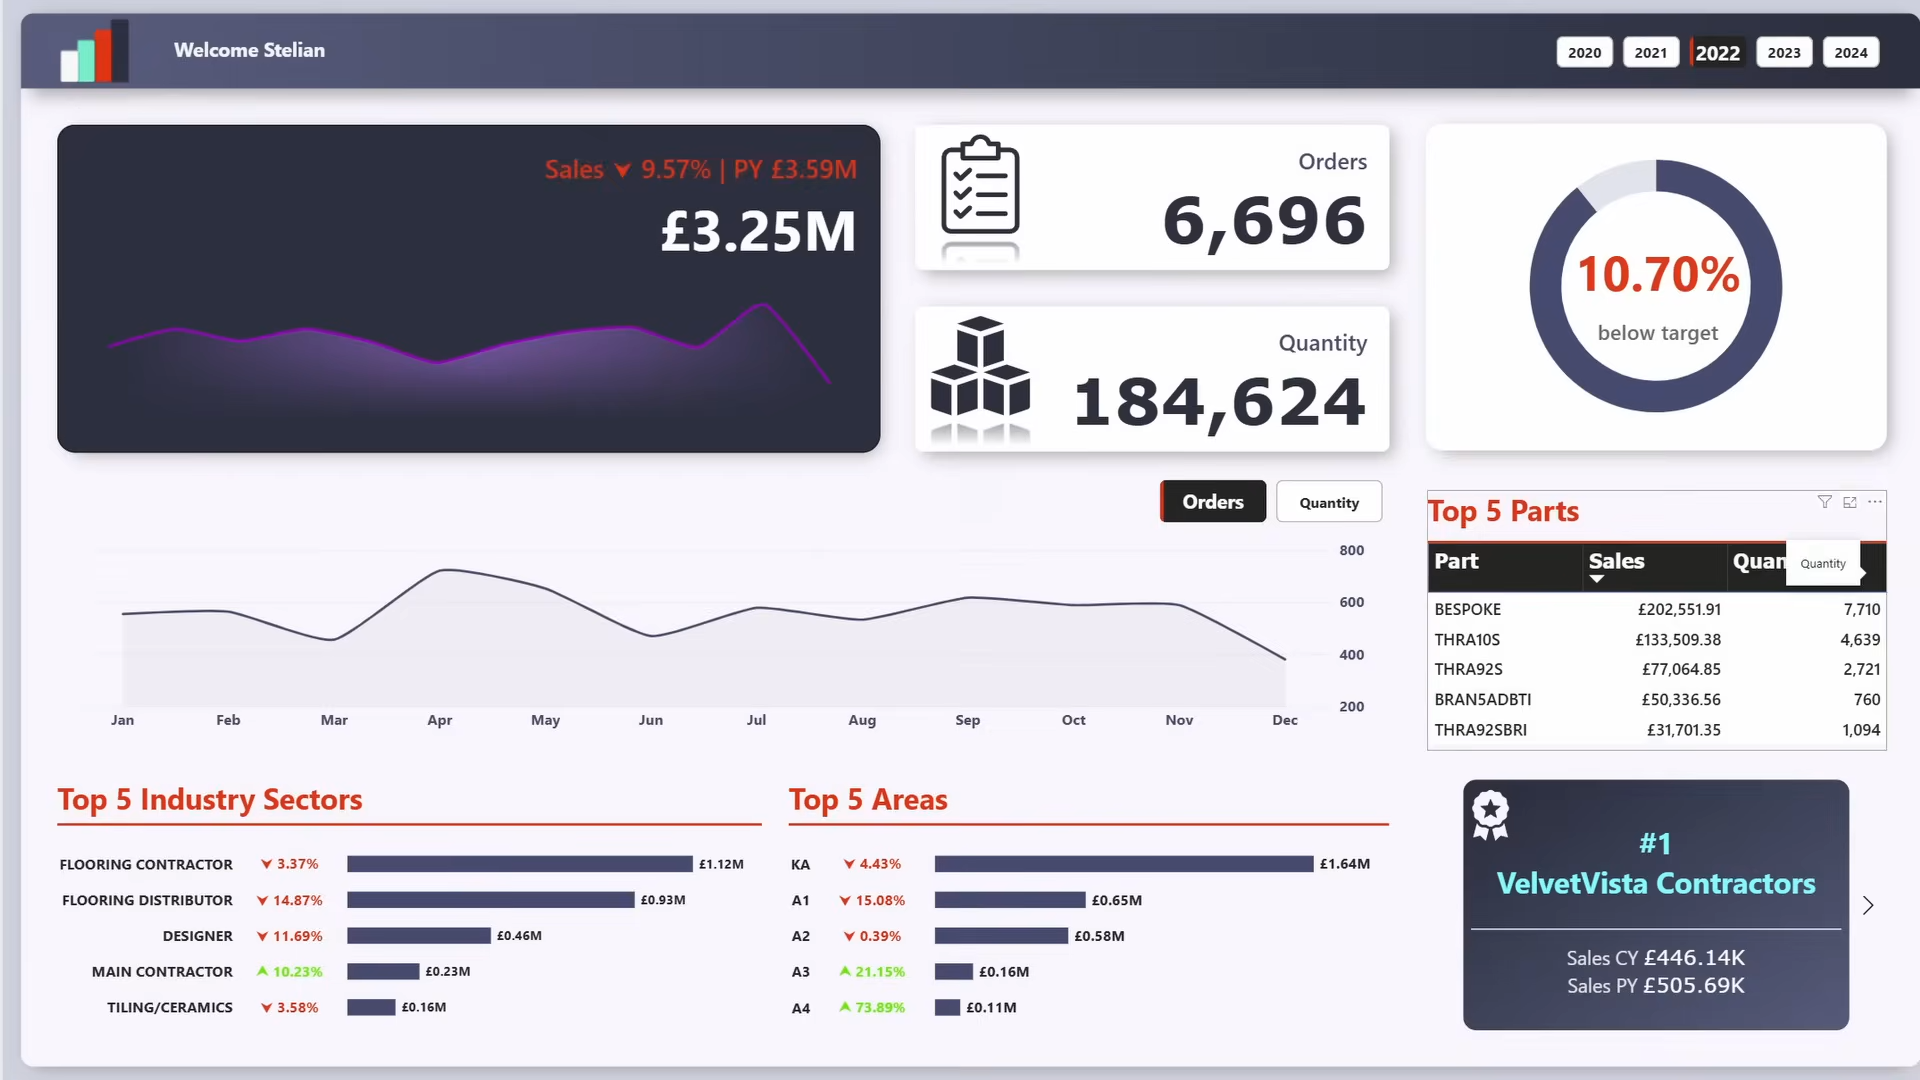 Welcome Stelian
2020 2021 2022 2023 2024
Sales 9.57% | PY £3.59M
£3.25M
Orders
6,696
Quantity
184,624
10.70%
below target
Orders Quantity
800
600
400
200
Jan Feb Mar Apr May Jun Jul Aug Sep Oct Nov Dec
Top 5 Parts
Part Sales Quan
Quantity
BESPOKE £202,551.91 7,710
THRA10S £133,509.38 4,639
THRA92S £77,064.85 2,721
BRAN5ADBTI £50,336.56 760
THRA92SBRI £31,701.35 1,094
Top 5 Industry Sectors
FLOORING CONTRACTOR 3.37% £1.12M
FLOORING DISTRIBUTOR 14.87% £0.93M
DESIGNER 11.69% £0.46M
MAIN CONTRACTOR 10.23% £0.23M
TILING/CERAMICS 3.58% £0.16M
Top 5 Areas
KA 4.43% £1.64M
A1 15.08% £0.65M
A2 0.39% £0.58M
A3 21.15% £0.16M
A4 73.89% £0.11M
#1
VelvetVista Contractors
Sales CY £446.14K
Sales PY £505.69K